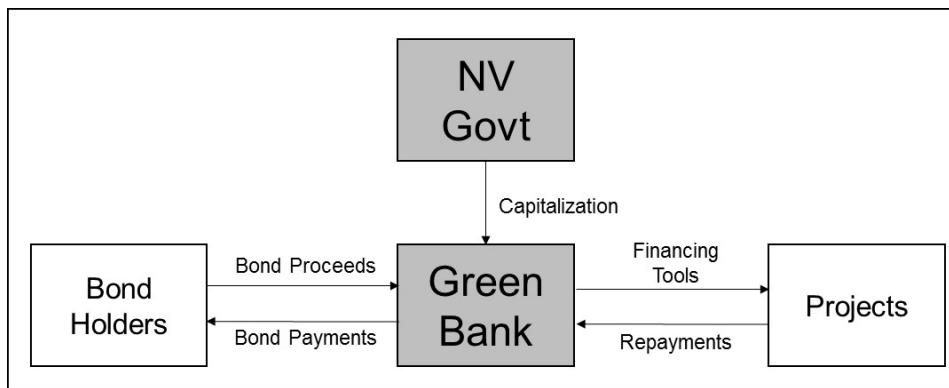 NV
Govt
Capitalization
Bond
Holders
Bond Proceeds
Bond Payments
Green
Bank
Financing
Tools
Repayments
Projects